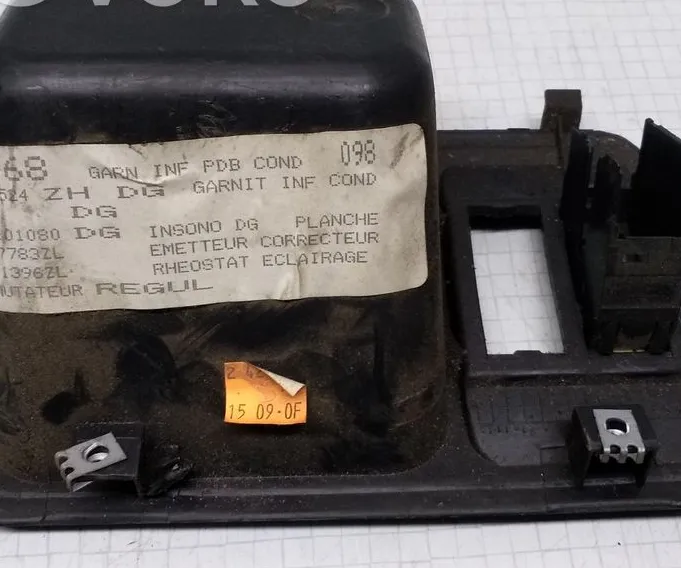 68 GARN INF PDB COND 098
524 ZH DG GARNIT INF COND
DG
01080 DG INSONO DG PLANCHE
7783ZL EMETTEUR CORRECTEUR
1396ZL RHEOSTAT ECLAIRAGE
MUTATEUR REGUL
15 09-0F